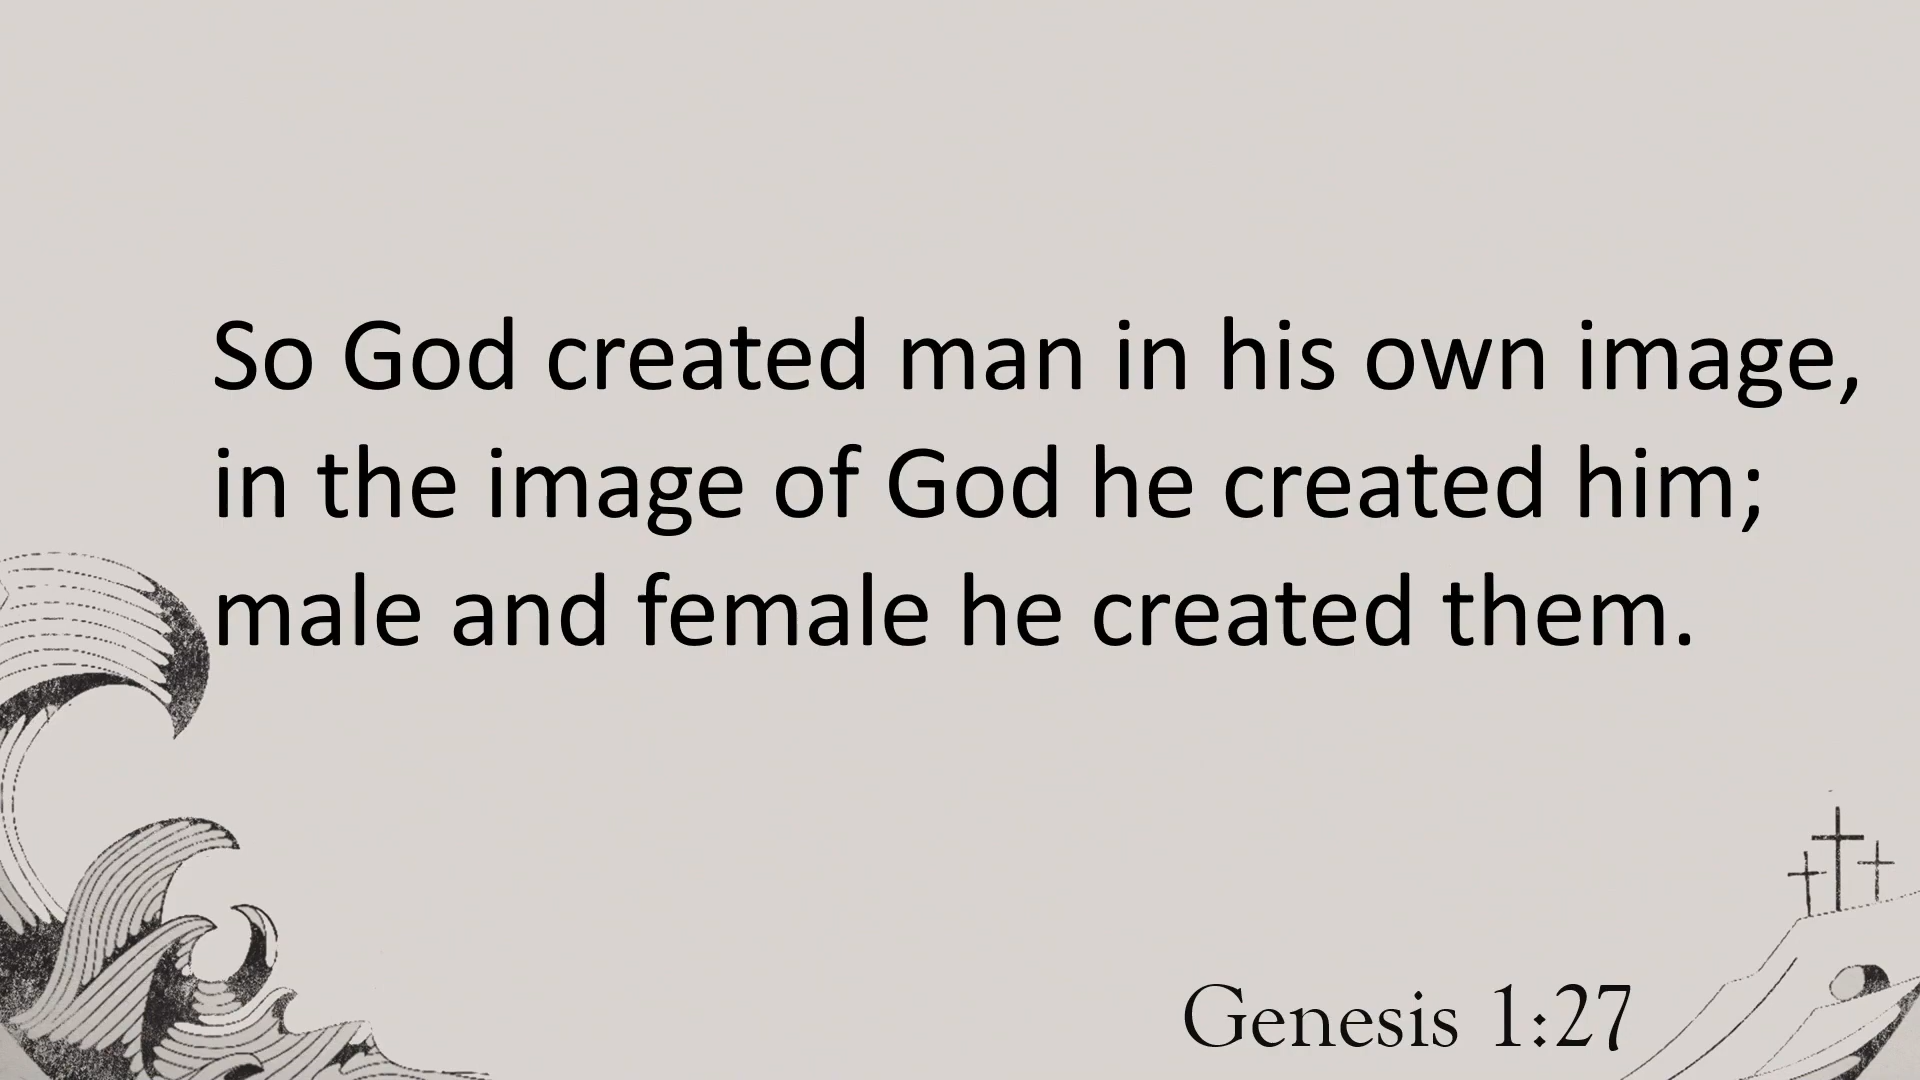 So God created man in his own image,
in the image of God he created him;
male and female he created them.
Genesis 1:27